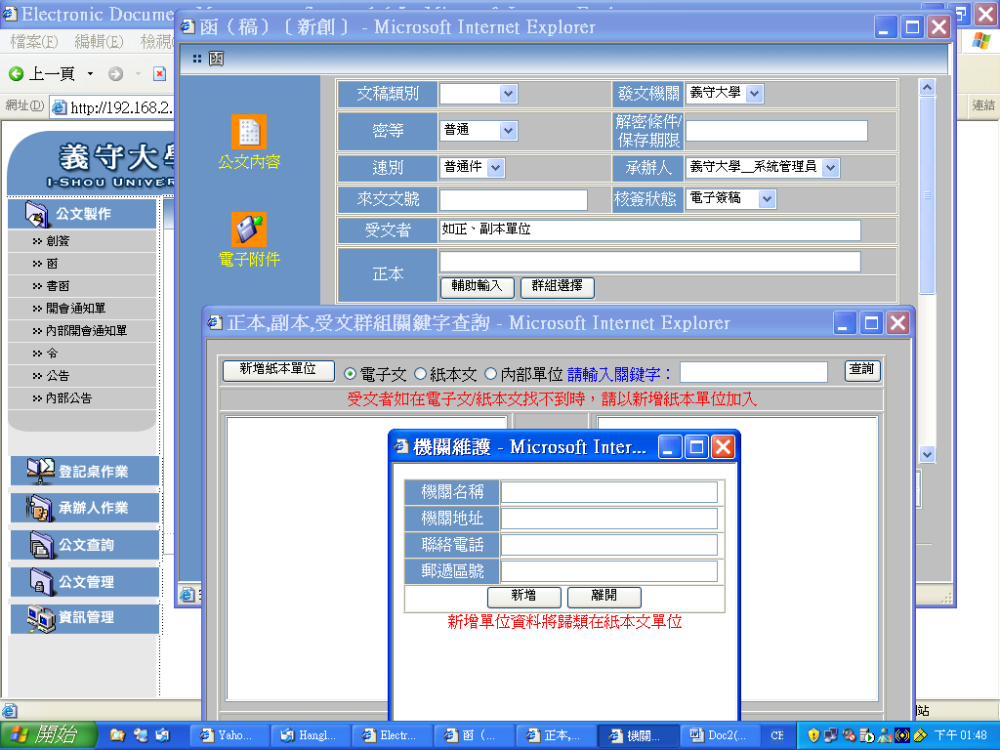 Electronic Docume
檔案(F) 編輯(E) 檢視
上一頁
網址(D) http://192.168.2.
連結
義守大學
I-SHOU UNIVER
公文製作
創簽
函
書函
開會通知單
內部開會通知單
令
公告
內部公告
登記桌作業
承辦人作業
公文查詢
公文管理
資訊管理
函（稿）〔新創〕 - Microsoft Internet Explorer
函
公文內容
電子附件
文稿類別 發文機關 義守大學
密等 普通 解密條件/
保存期限
速別 普通件 承辦人 義守大學__系統管理員
來文文號 核簽狀態 電子簽稿
受文者 如正、副本單位
正本
輔助輸入 群組選擇
正本,副本,受文群組關鍵字查詢 - Microsoft Internet Explorer
新增紙本單位 電子文 紙本文 內部單位 請輸入關鍵字： 查詢
受文者如在電子文/紙本文找不到時，請以新增紙本單位加入
機關維護 - Microsoft Inter...
機關名稱
機關地址
聯絡電話
郵遞區號
新增 離開
新增單位資料將歸類在紙本文單位
站
開始 Yaho... Hangl... Electr... 函（... 正本,... 機關... Doc2(... CH 下午 01:48